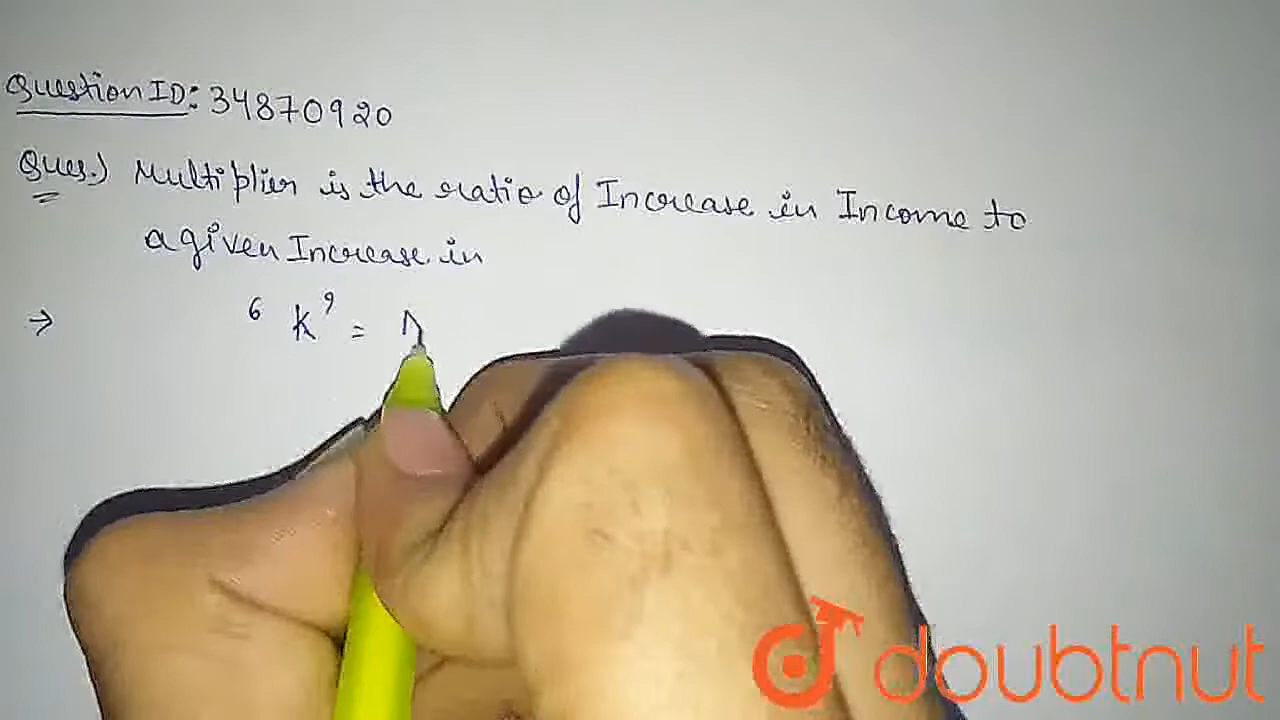 Question ID: 34870920
Ques.) Multiplier is the ratio of Increase in Income to
a given Increase in
→ ‘K’ = Δ
doubtnut